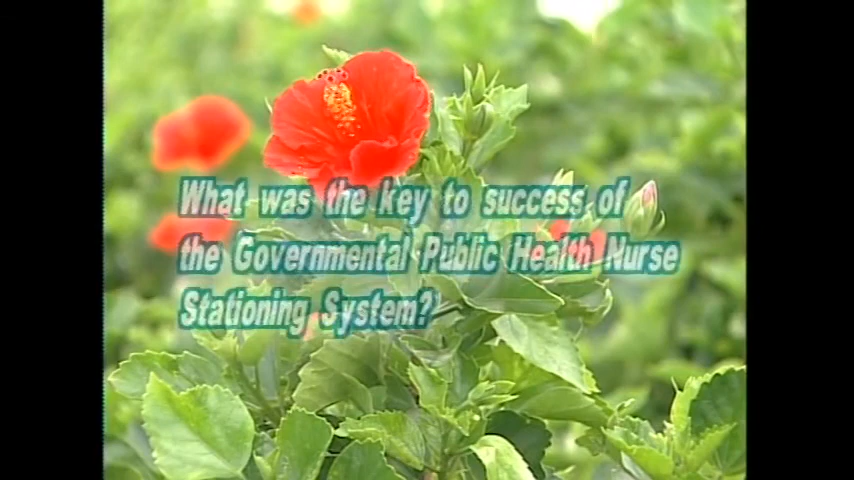 What was the key to success of
the Governmental Public Health Nurse
Stationing System?